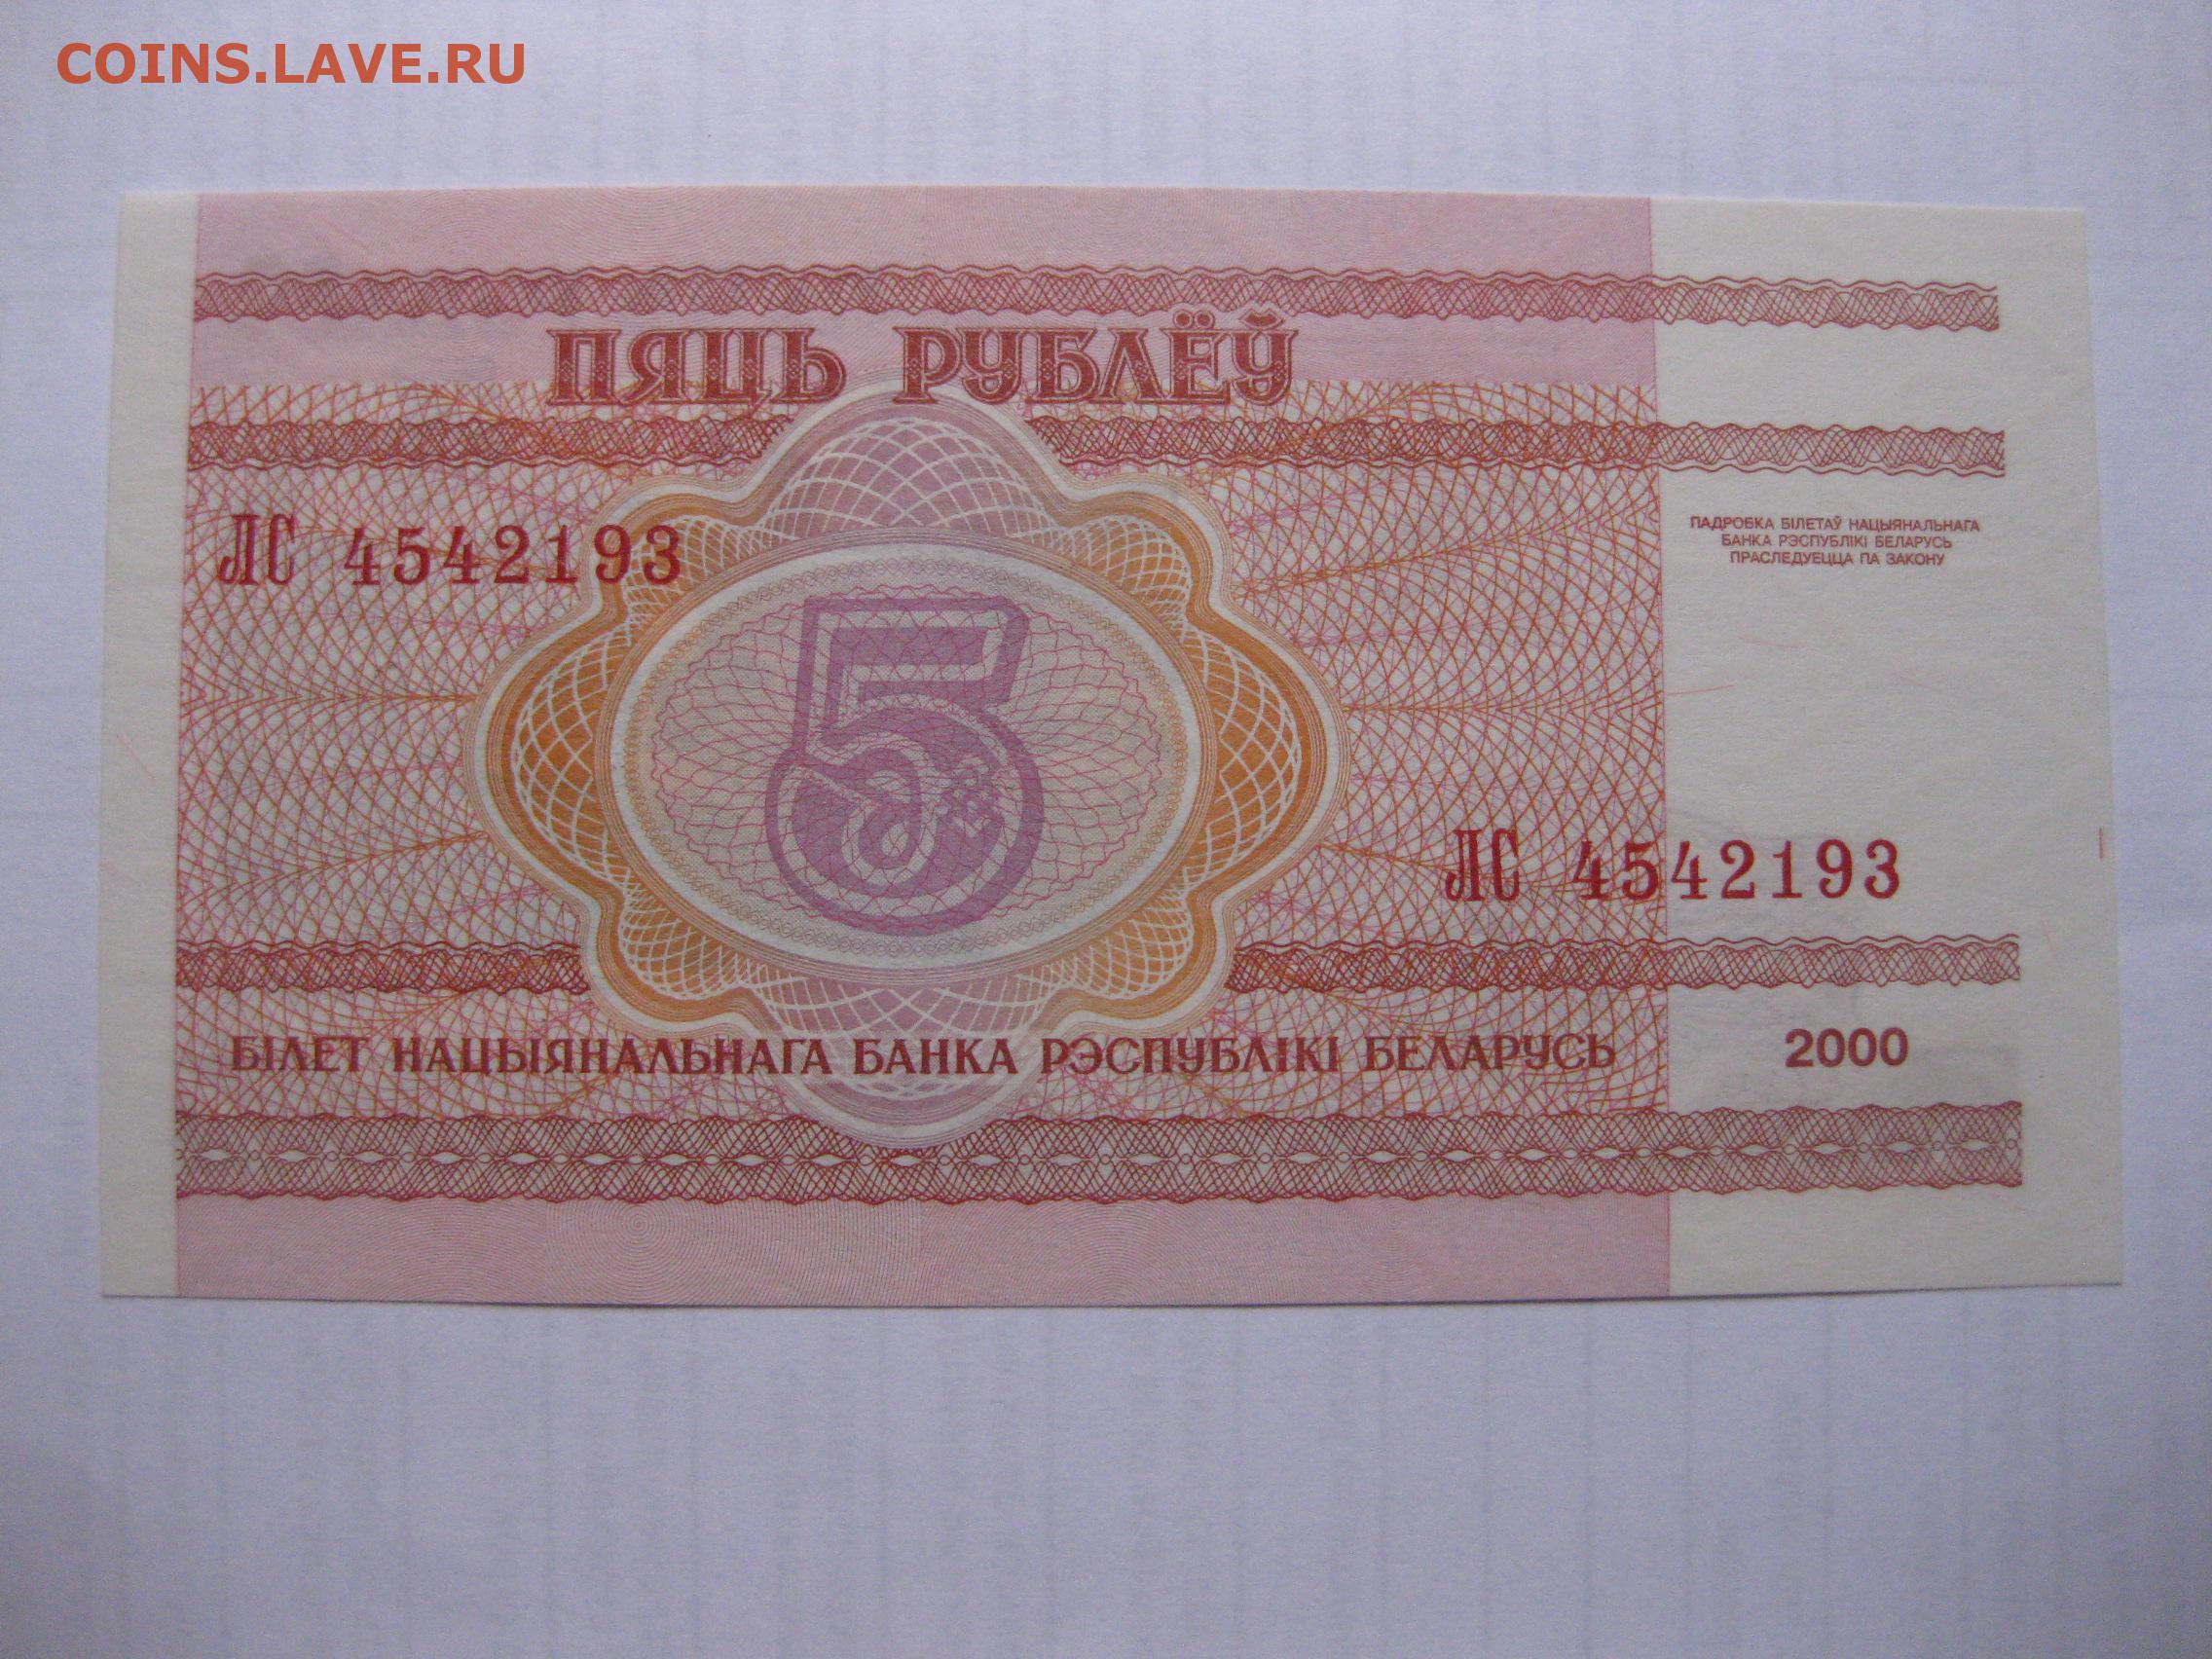 COINS.LAVE.RU
ПЯЦЬ РУБЛЁЎ
ЛС 4542193
ПАДРОБКА БІЛЕТАЎ НАЦЫЯНАЛЬНАГА
БАНКА РЭСПУБЛІКІ БЕЛАРУСЬ
ПРАСЛЕДУЕЦЦА ПА ЗАКОНУ
5
ЛС 4542193
БІЛЕТ НАЦЫЯНАЛЬНАГА БАНКА РЭСПУБЛІКІ БЕЛАРУСЬ 2000